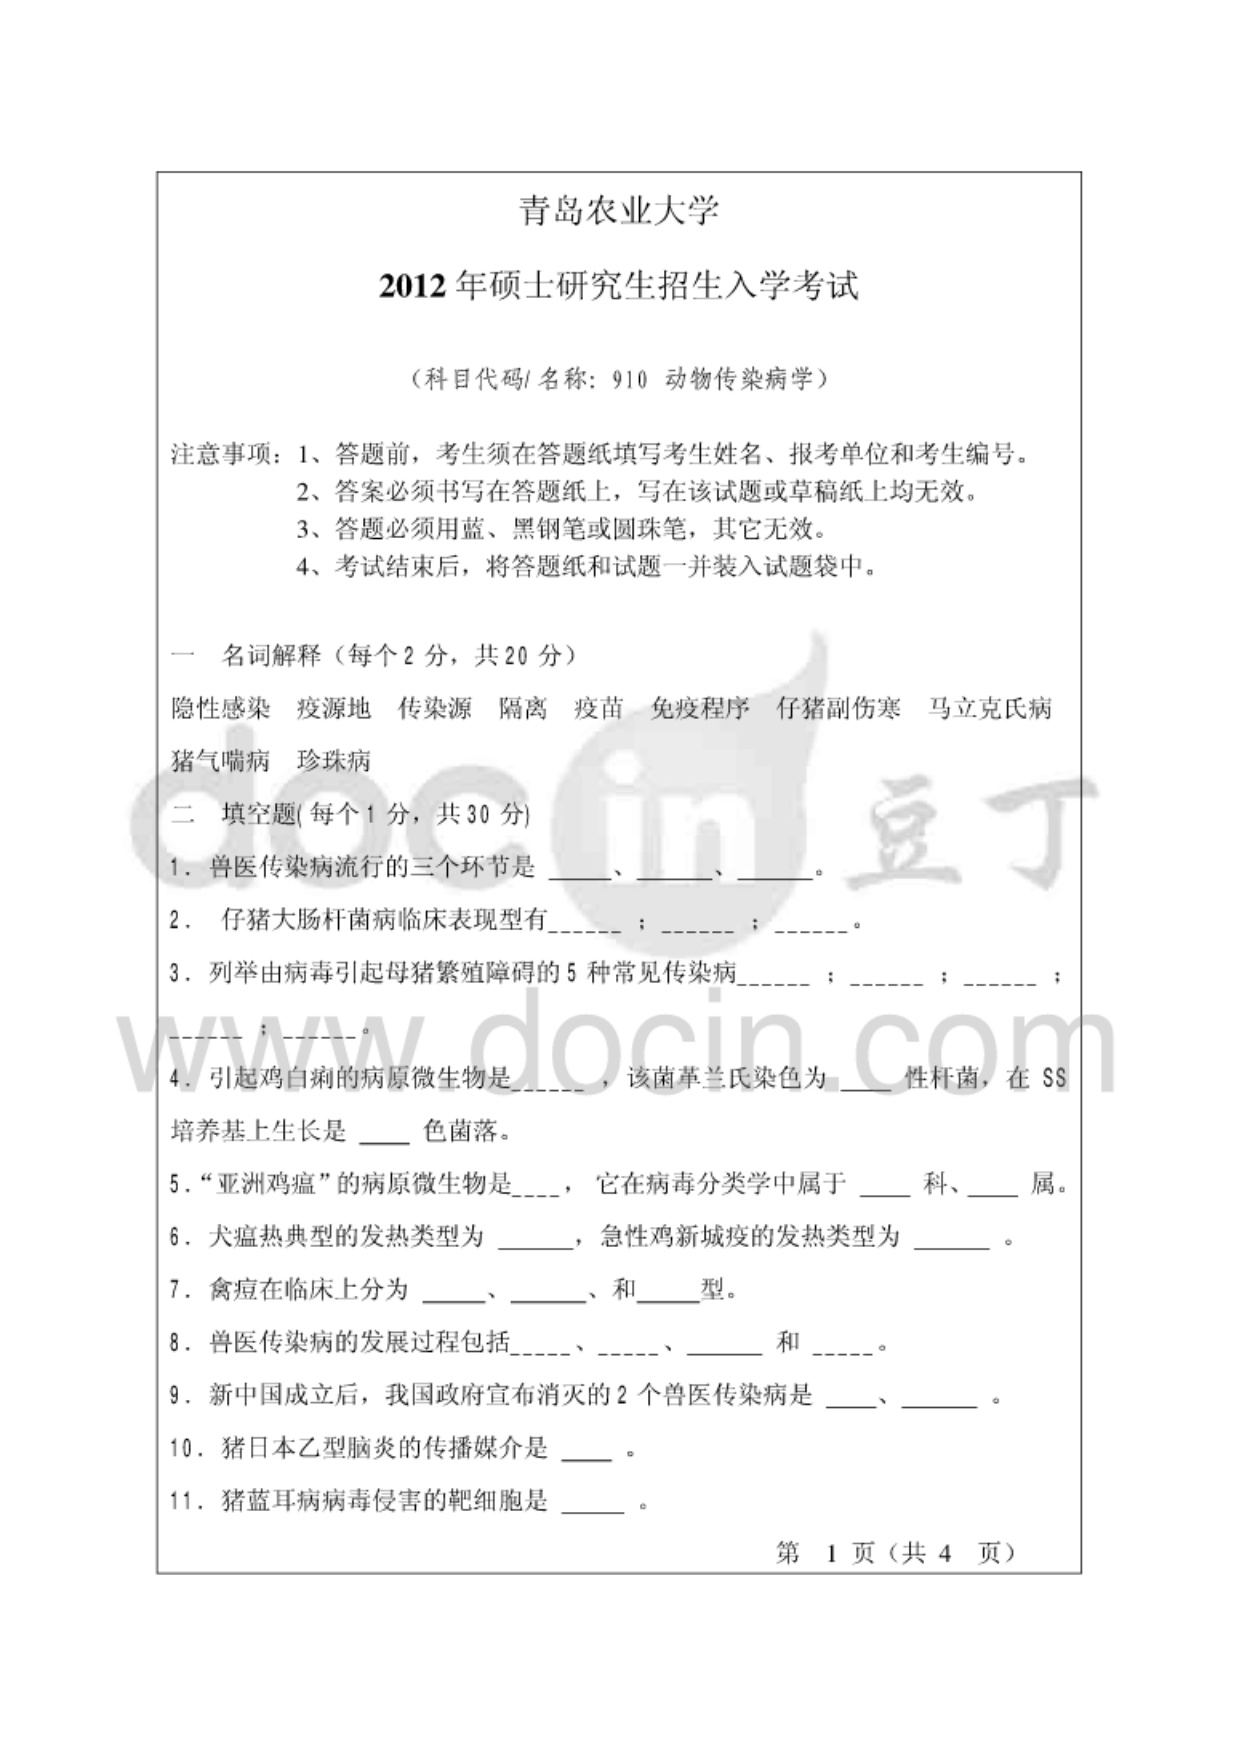 青岛农业大学
2012 年硕士研究生招生入学考试
（科目代码/ 名称: 910 动物传染病学）
注意事项：1、答题前，考生须在答题纸填写考生姓名、报考单位和考生编号。
2、答案必须书写在答题纸上，写在该试题或草稿纸上均无效。
3、答题必须用蓝、黑钢笔或圆珠笔，其它无效。
4、考试结束后，将答题纸和试题一并装入试题袋中。
一 名词解释（每个 2 分，共 20 分）
隐性感染 疫源地 传染源 隔离 疫苗 免疫程序 仔猪副伤寒 马立克氏病
猪气喘病 珍珠病
二 填空题( 每个 1 分，共 30 分)
1. 兽医传染病流行的三个环节是 _____、______、______。
2. 仔猪大肠杆菌病临床表现型有______ ；______ ；______。
3. 列举由病毒引起母猪繁殖障碍的 5 种常见传染病______ ；______ ；______ ；
______ ；______。
4. 引起鸡白痢的病原微生物是______ ，该菌革兰氏染色为 ____ 性杆菌，在 SS
培养基上生长是 ____ 色菌落。
5.“亚洲鸡瘟”的病原微生物是____， 它在病毒分类学中属于 ____ 科、____ 属。
6. 犬瘟热典型的发热类型为 ______，急性鸡新城疫的发热类型为 ______ 。
7. 禽痘在临床上分为 _____、______、和_____型。
8. 兽医传染病的发展过程包括_____、_____、______ 和 _____。
9. 新中国成立后，我国政府宣布消灭的 2 个兽医传染病是 ____、______ 。
10. 猪日本乙型脑炎的传播媒介是 ____ 。
11. 猪蓝耳病病毒侵害的靶细胞是 _____ 。
第 1 页（共 4 页）
docin 豆丁
www.docin.com